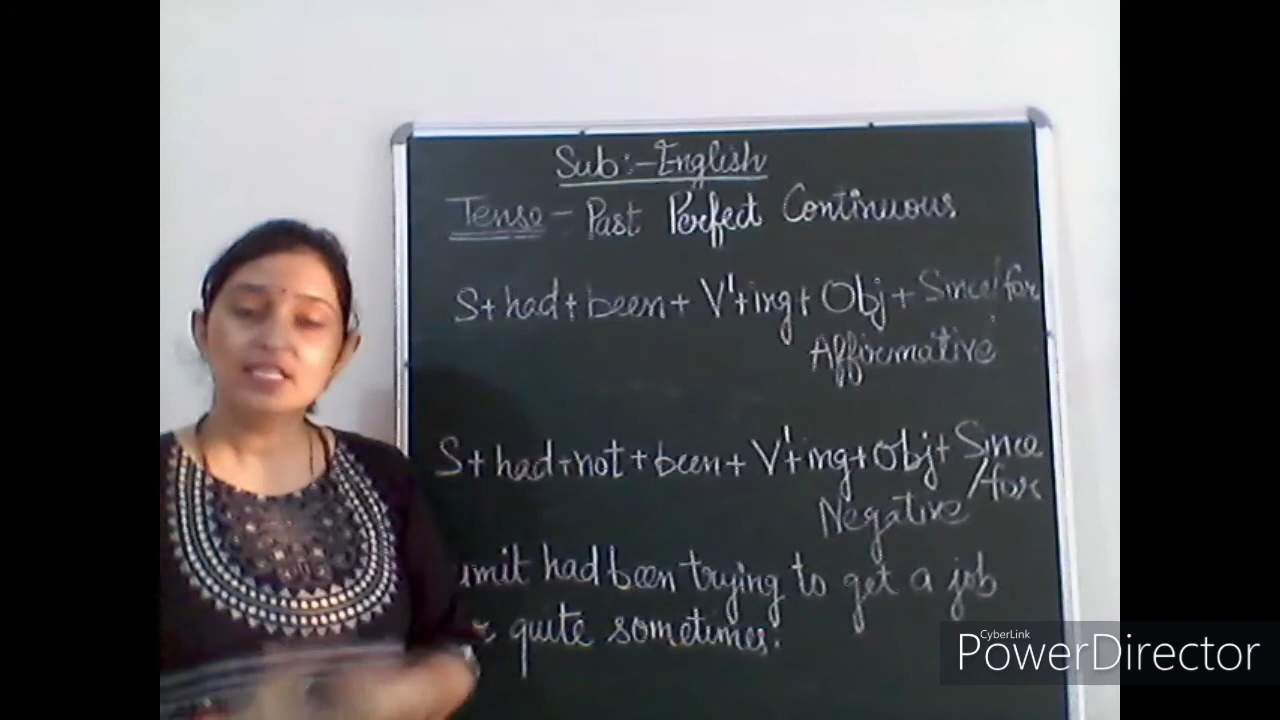 Sub:-English
Tense - Past Perfect Continuous
S+had+been+V¹+ing+Obj+Since/for
Affirmative
S+had+not+been+V¹+ing+Obj+Since
/for
Negative
had been trying to get a job
quite sometimes.
CyberLink
PowerDirector